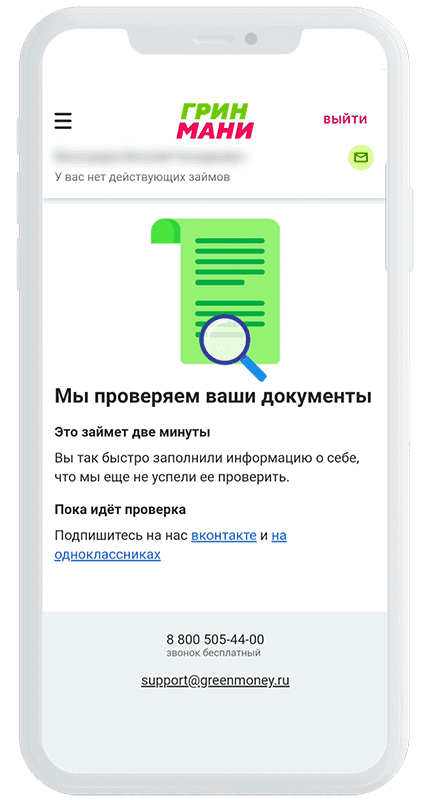 ГРИН
МАНИ
ВЫЙТИ
У вас нет действующих займов
Мы проверяем ваши документы
Это займет две минуты
Вы так быстро заполнили информацию о себе,
что мы еще не успели ее проверить.
Пока идёт проверка
Подпишитесь на нас вконтакте и на
одноклассниках
8 800 505-44-00
звонок бесплатный
support@greenmoney.ru